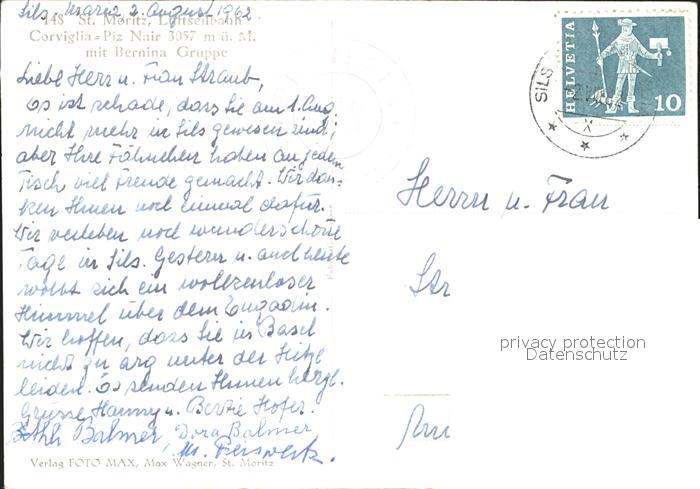 Sils, Maria 2. August 1962
148 St. Moritz, Luftseilbahn
Corviglia-Piz Nair 3057 m ü. M.
mit Bernina Gruppe
Liebe Herr u. Frau Straub,
es ist schade, dass Sie am 1. Aug.
nicht mehr in Sils gewesen sind,
aber Ihre Fähnchen haben an jedem
Tisch viel Freude gemacht. Wir dan-
ken Ihnen noch einmal dafür.
Wir verleben noch wunderschöne
Tage in Sils. Gestern u. auch heute
wölbt sich ein wolkenloser
Himmel über dem Engadin.
Wir hoffen, dass Sie in Basel
nicht zu arg unter der Hitze
leiden. Es senden Ihnen herzl.
Grüsse Hanny u. Bertie Hofer.
Balmer, Dora Balmer
Verlag FOTO MAX, Max Wagner, St. Moritz
HELVETIA
10
SILS
Herrn u. Frau
Str
privacy protection
Datenschutz